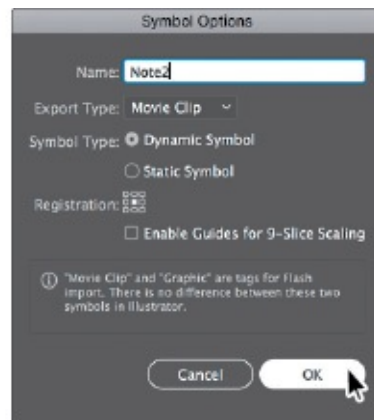 Symbol Options
Name: Note2
Export Type: Movie Clip
Symbol Type: Dynamic Symbol
Static Symbol
Registration:
Enable Guides for 9-Slice Scaling
"Movie Clip" and "Graphic" are tags for Flash
import. There is no difference between these two
symbols in Illustrator.
Cancel OK